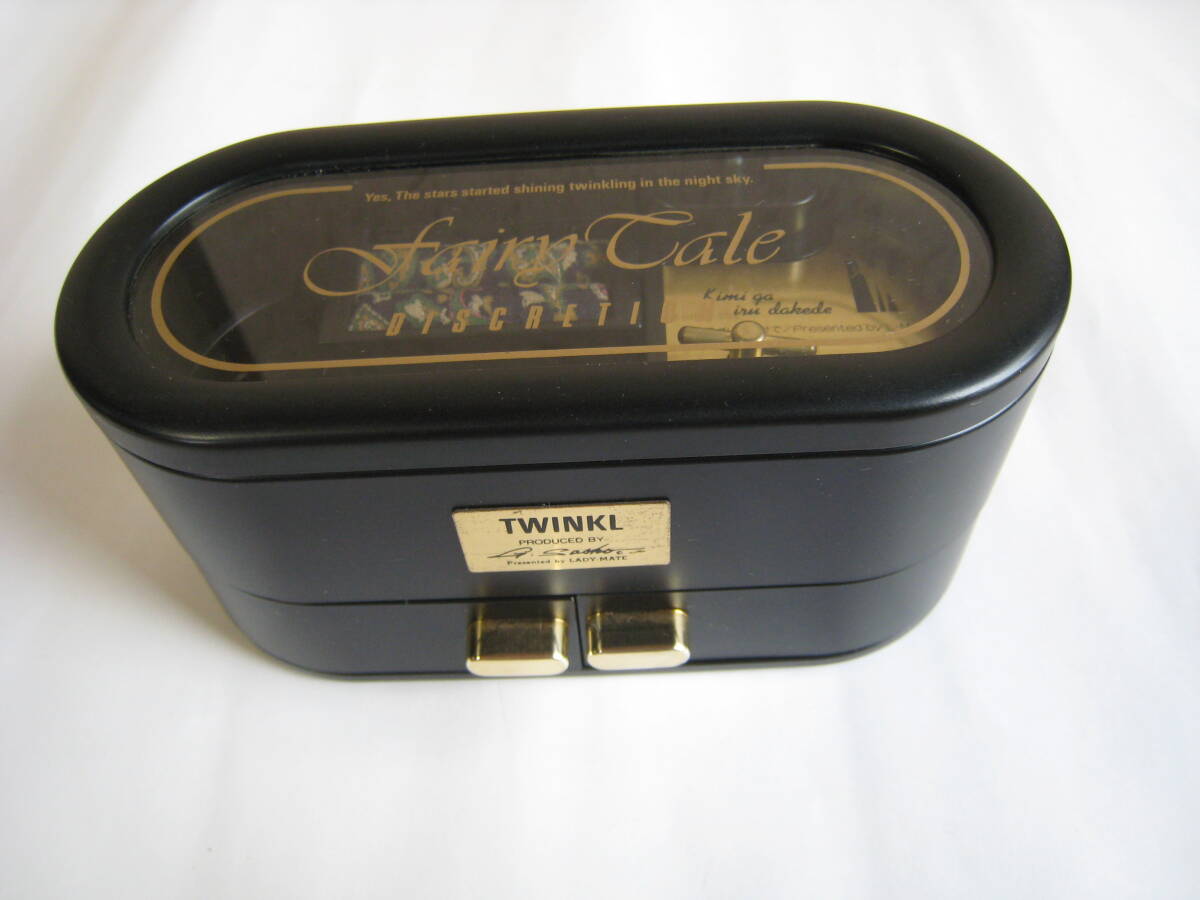 Yes, The stars started shining twinkling in the night sky.
Fairy Tale
DISCRETIO
Kimi ga
iru dakede
Presented by
TWINKL
PRODUCED BY
Presented by LADY-MATE